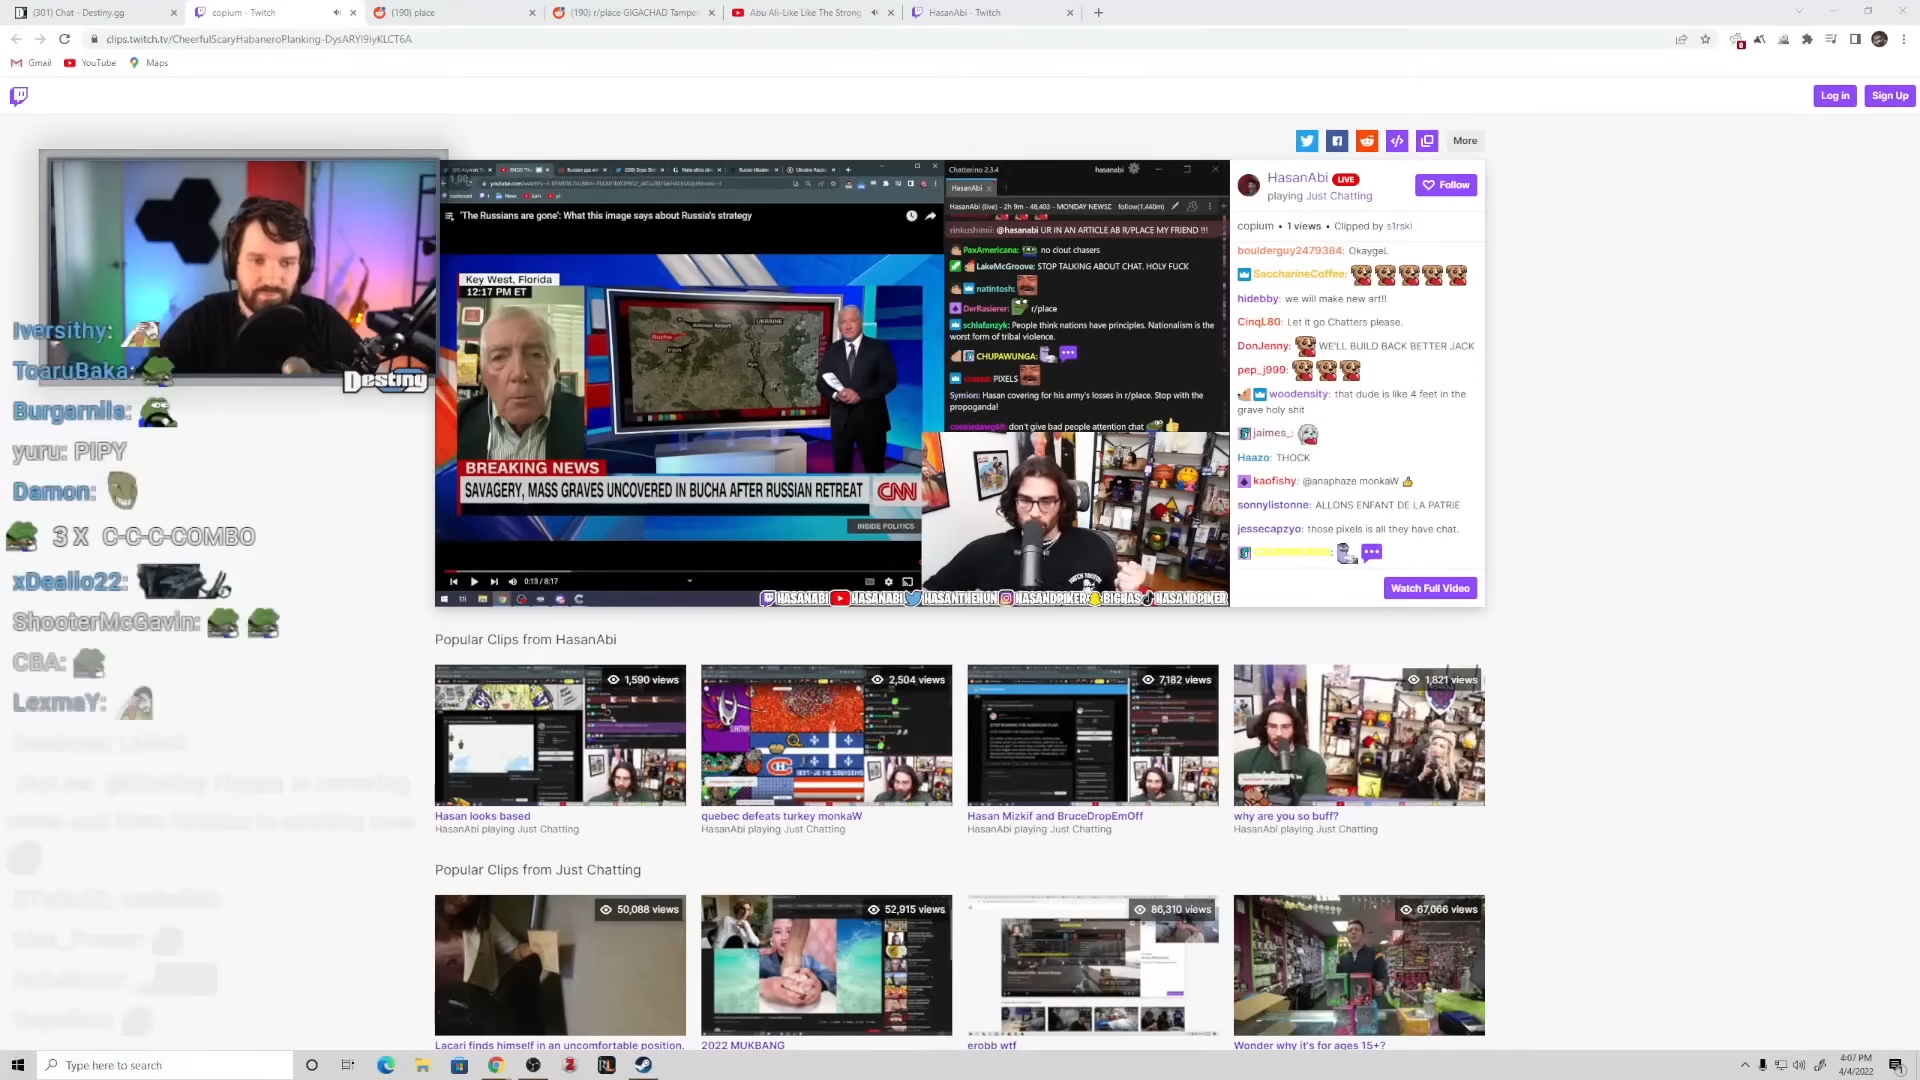 (301) Chat - Destiny.gg
copium - Twitch
(190) place
(190) r/place GIGACHAD Tamper
Abu Ali-Like Like The Strong
HasanAbi - Twitch
clips.twitch.tv/CheerfulScaryHabaneroPlanking-DysARYI9IyKLCT6A
Gmail
YouTube
Maps
Log in
Sign Up
More
Iversithy:
ToaruBaka:
Burgarnils:
yuru: PIPY
Damon:
3 X C-C-C-COMBO
xDealio22:
ShooterMcGavin:
CBA:
LexmaY:
Destiny
'The Russians are gone': What this image says about Russia's strategy
Key West, Florida
12:17 PM ET
Antonov Airport
UKRAINE
Bucha
Irpin
Kyiv
BREAKING NEWS
SAVAGERY, MASS GRAVES UNCOVERED IN BUCHA AFTER RUSSIAN RETREAT
CNN
INSIDE POLITICS
0:13 / 8:17
Chatterino 2.3.4
hasanabi
HasanAbi
HasanAbi (live) - 2h 9m - 48,403 - MONDAY NEWSE follow(1,440m)
rinkushimii: @hasanabi UR IN AN ARTICLE AB R/PLACE MY FRIEND !!!
PaxAmericana: no clout chasers
LakeMcGroove: STOP TALKING ABOUT CHAT. HOLY FUCK
natintosh:
DerRasierer: r/place
schlafanzyk: People think nations have principles. Nationalism is the
worst form of tribal violence.
CHUPAWUNGA:
PIXELS
Symion: Hasan covering for his army's losses in r/place. Stop with the
propoganda!
cookiedawg69: don't give bad people attention chat
HASANABI HASANABI HASANTHEHUN HASANDPIKER BIGHAS HASANDPIKER
HasanAbi LIVE
playing Just Chatting
Follow
copium • 1 views • Clipped by s1rski
boulderguy2479384: OkaygeL
SaccharineCoffee:
hidebby: we will make new art!!
CinqL80: Let it go Chatters please.
DonJenny: WE'LL BUILD BACK BETTER JACK
pep_j999:
woodensity: that dude is like 4 feet in the
grave holy shit
jaimes_:
Haazo: THOCK
kaofishy: @anaphaze monkaW
sonnylistonne: ALLONS ENFANT DE LA PATRIE
jessecapzyo: those pixels is all they have chat.
Watch Full Video
Popular Clips from HasanAbi
1,590 views
2,504 views
7,182 views
1,821 views
Hasan looks based
HasanAbi playing Just Chatting
quebec defeats turkey monkaW
HasanAbi playing Just Chatting
Hasan Mizkif and BruceDropEmOff
HasanAbi playing Just Chatting
why are you so buff?
HasanAbi playing Just Chatting
Popular Clips from Just Chatting
50,088 views
52,915 views
86,310 views
67,066 views
Lacari finds himself in an uncomfortable position.
2022 MUKBANG
erobb wtf
Wonder why it's for ages 15+?
Type here to search
4:07 PM
4/4/2022